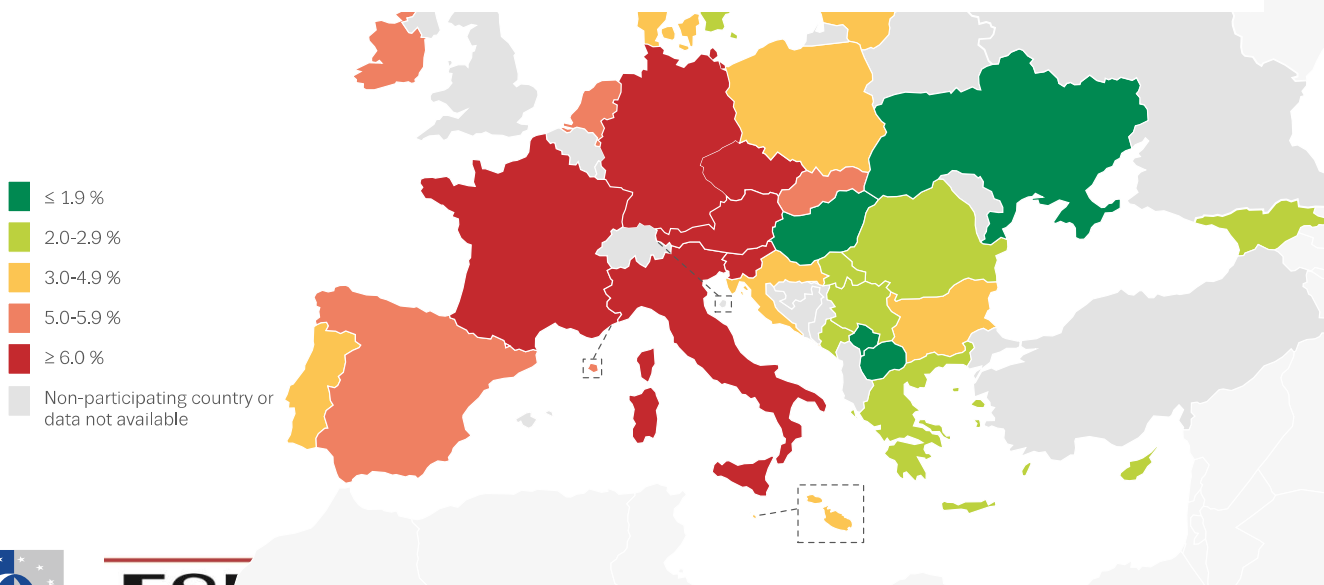 ≤ 1.9 %
2.0-2.9 %
3.0-4.9 %
5.0-5.9 %
≥ 6.0 %
Non-participating country or
data not available